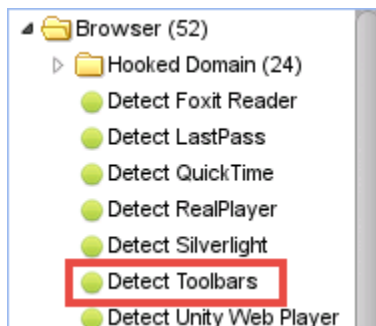 Browser (52)
Hooked Domain (24)
Detect Foxit Reader
Detect LastPass
Detect QuickTime
Detect RealPlayer
Detect Silverlight
Detect Toolbars
Detect Unity Web Player